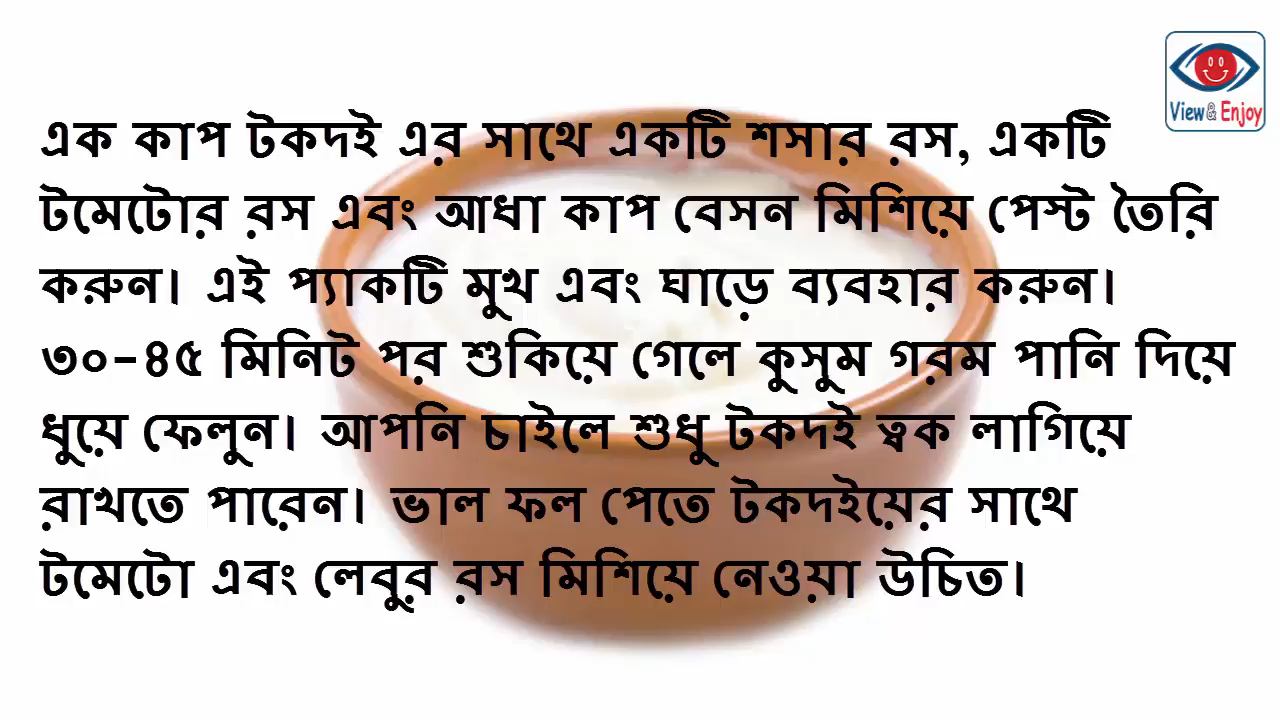 View & Enjoy
এক কাপ টকদই এর সাথে একটি শসার রস, একটি
টমেটোর রস এবং আধা কাপ বেসন মিশিয়ে পেস্ট তৈরি
করুন। এই প্যাকটি মুখ এবং ঘাড়ে ব্যবহার করুন।
৩০-৪৫ মিনিট পর শুকিয়ে গেলে কুসুম গরম পানি দিয়ে
ধুয়ে ফেলুন। আপনি চাইলে শুধু টকদই ত্বক লাগিয়ে
রাখতে পারেন। ভাল ফল পেতে টকদইয়ের সাথে
টমেটো এবং লেবুর রস মিশিয়ে নেওয়া উচিত।